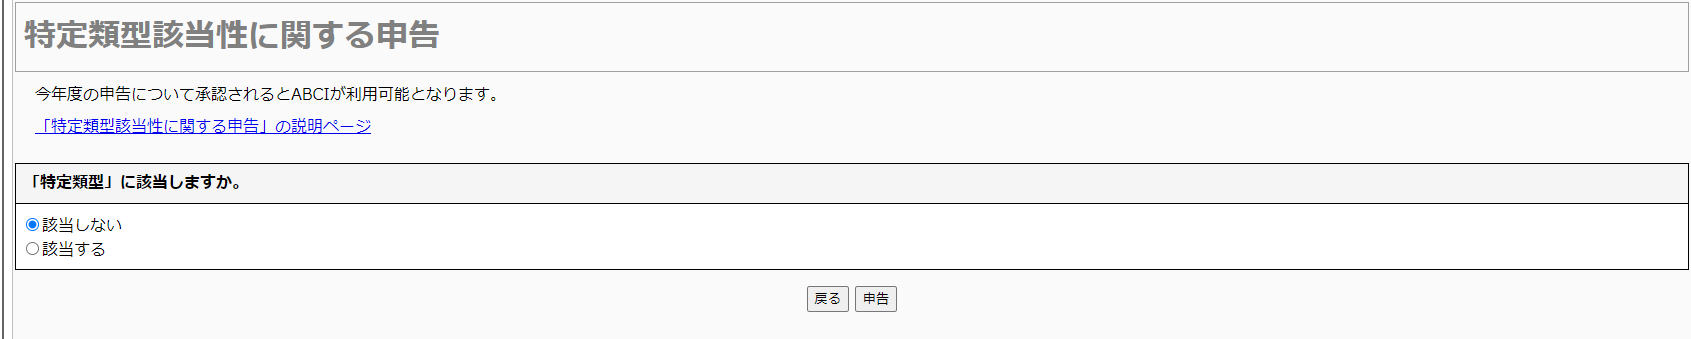 特定類型該当性に関する申告
今年度の申告について承認されるとABCIが利用可能となります。
「特定類型該当性に関する申告」の説明ページ
「特定類型」に該当しますか。
該当しない
該当する
戻る 申告